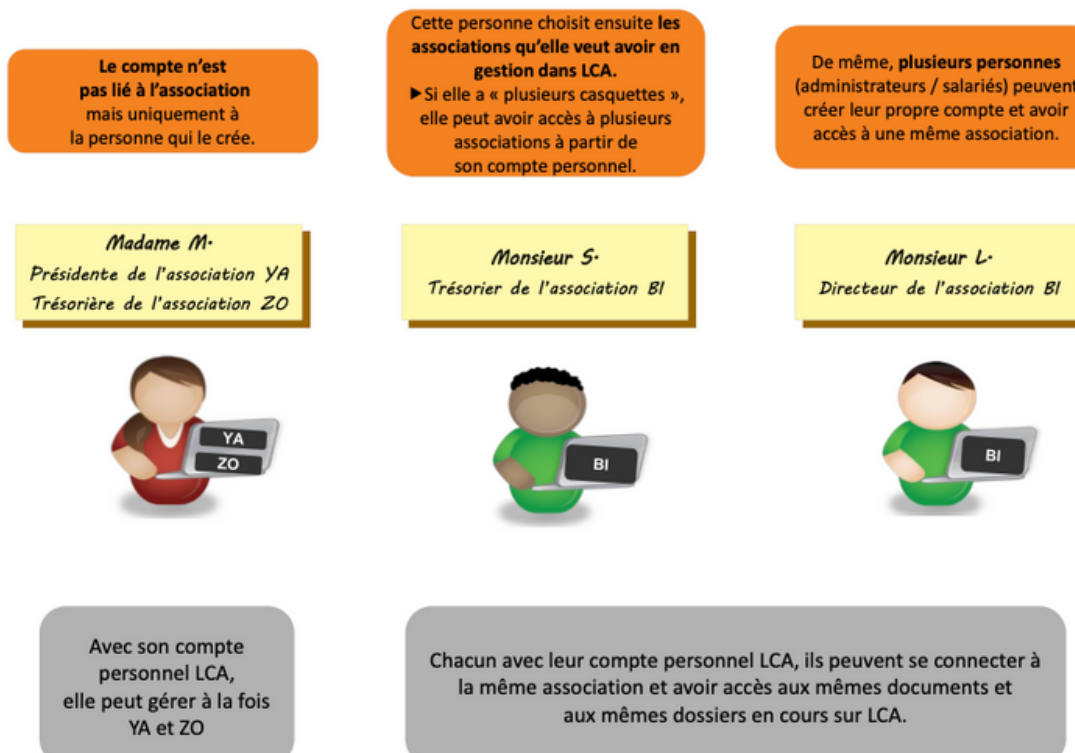 Le compte n'est
pas lié à l'association
mais uniquement à
la personne qui le crée.
Cette personne choisit ensuite les
associations qu'elle veut avoir en
gestion dans LCA.
▶Si elle a « plusieurs casquettes »,
elle peut avoir accès à plusieurs
associations à partir de
son compte personnel.
De même, plusieurs personnes
(administrateurs / salariés) peuvent
créer leur propre compte et avoir
accès à une même association.
Madame M.
Présidente de l'association YA
Trésorière de l'association ZO
Monsieur S.
Trésorier de l'association BI
Monsieur L.
Directeur de l'association BI
YA
ZO
BI
BI
Avec son compte
personnel LCA,
elle peut gérer à la fois
YA et ZO
Chacun avec leur compte personnel LCA, ils peuvent se connecter à
la même association et avoir accès aux mêmes documents et
aux mêmes dossiers en cours sur LCA.